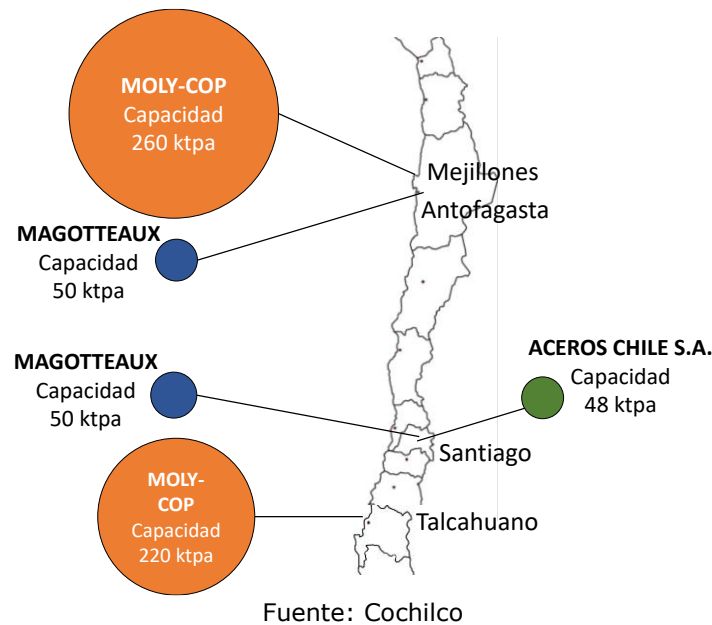 MOLY-COP
Capacidad
260 ktpa
Mejillones
Antofagasta
MAGOTTEAUX
Capacidad
50 ktpa
MAGOTTEAUX
Capacidad
50 ktpa
ACEROS CHILE S.A.
Capacidad
48 ktpa
Santiago
MOLY-
COP
Capacidad
220 ktpa
Talcahuano
Fuente: Cochilco